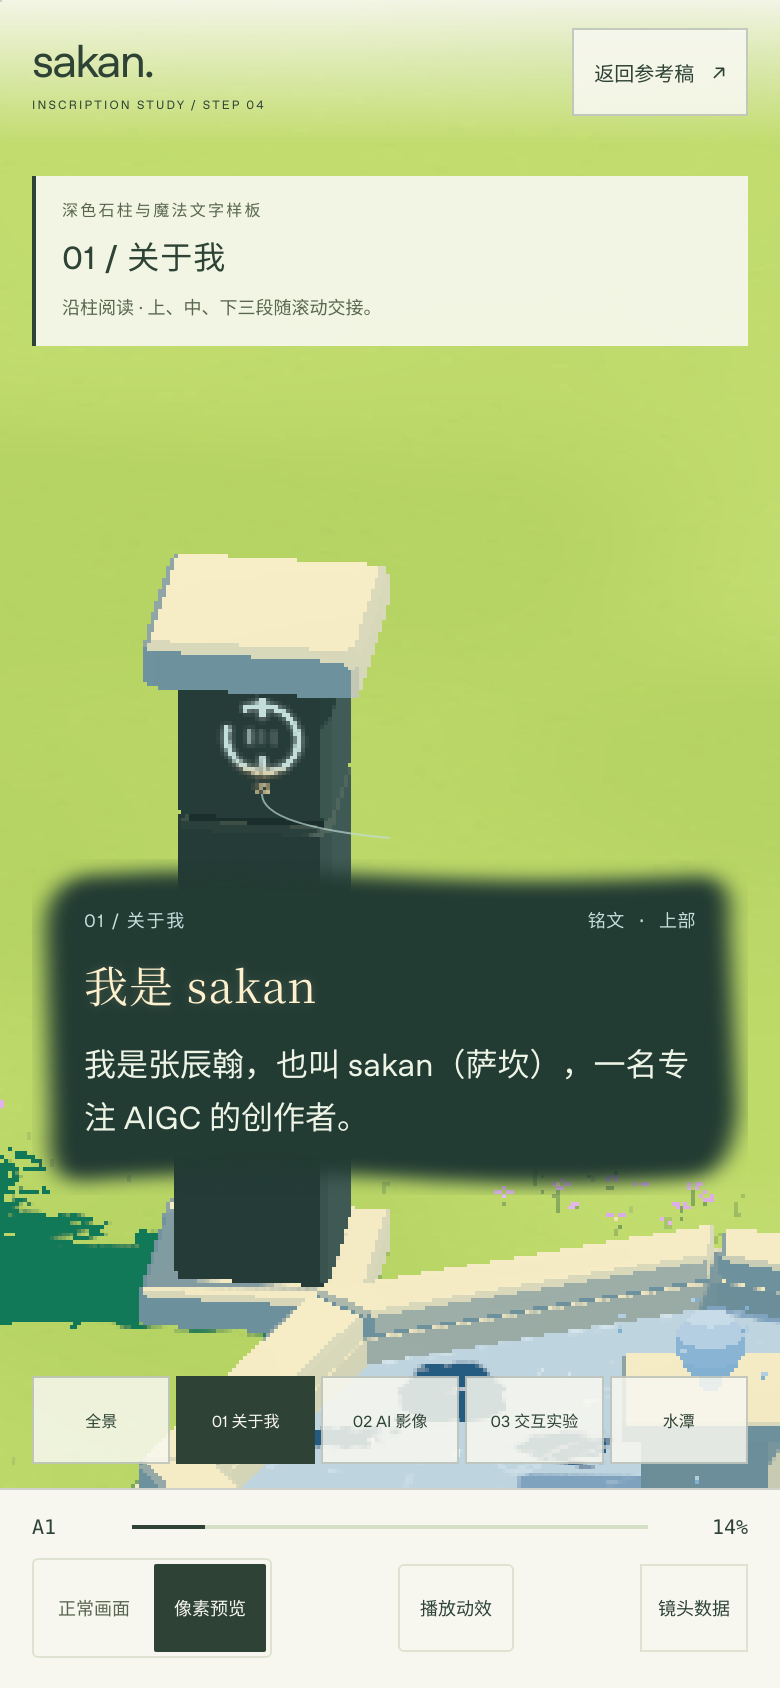 sakan.
INSCRIPTION STUDY / STEP 04
返回参考稿 ↗
深色石柱与魔法文字样板
01 / 关于我
沿柱阅读 · 上、中、下三段随滚动交接。
01 / 关于我
铭文 · 上部
我是 sakan
我是张辰翰，也叫 sakan（萨坎），一名专
注 AIGC 的创作者。
全景
01 关于我
02 AI 影像
03 交互实验
水潭
A1
14%
正常画面
像素预览
播放动效
镜头数据